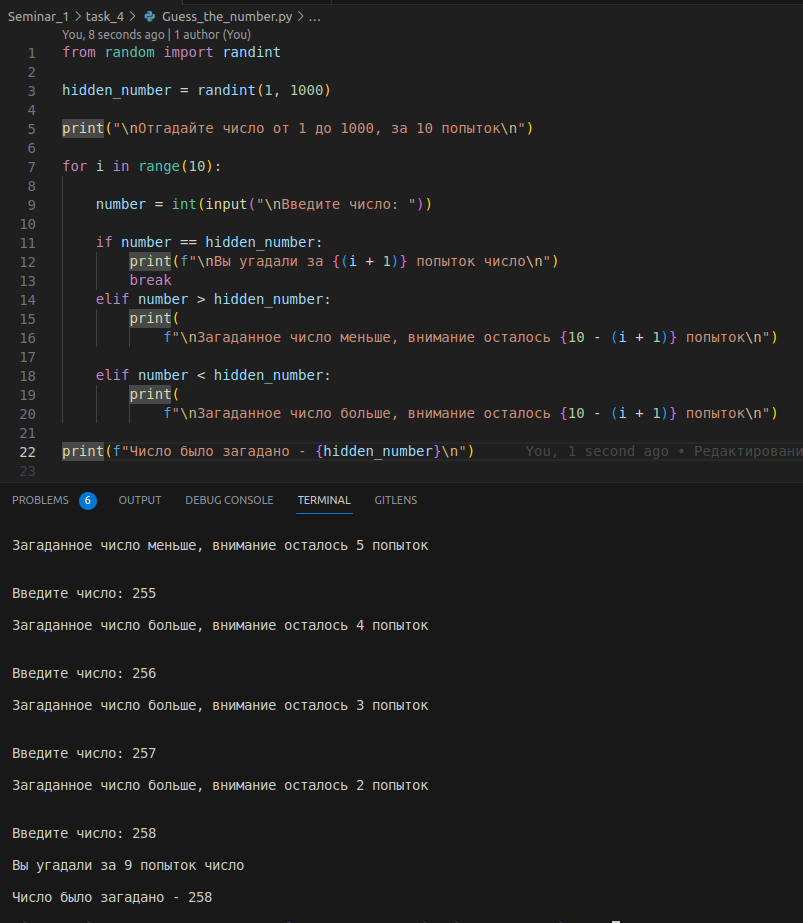 Seminar_1 > task_4 > Guess_the_number.py > ...
You, 8 seconds ago | 1 author (You)
1 from random import randint
2
3 hidden_number = randint(1, 1000)
4
5 print("\nОтгадайте число от 1 до 1000, за 10 попыток\n")
6
7 for i in range(10):
8
9 number = int(input("\nВведите число: "))
10
11 if number == hidden_number:
12 print(f"\nВы угадали за {(i + 1)} попыток число\n")
13 break
14 elif number > hidden_number:
15 print(
16 f"\nЗагаданное число меньше, внимание осталось {10 - (i + 1)} попыток\n")
17
18 elif number < hidden_number:
19 print(
20 f"\nЗагаданное число больше, внимание осталось {10 - (i + 1)} попыток\n")
21
22 print(f"Число было загадано - {hidden_number}\n") You, 1 second ago • Редактировани
23
PROBLEMS 6 OUTPUT DEBUG CONSOLE TERMINAL GITLENS
Загаданное число меньше, внимание осталось 5 попыток
Введите число: 255
Загаданное число больше, внимание осталось 4 попыток
Введите число: 256
Загаданное число больше, внимание осталось 3 попыток
Введите число: 257
Загаданное число больше, внимание осталось 2 попыток
Введите число: 258
Вы угадали за 9 попыток число
Число было загадано - 258